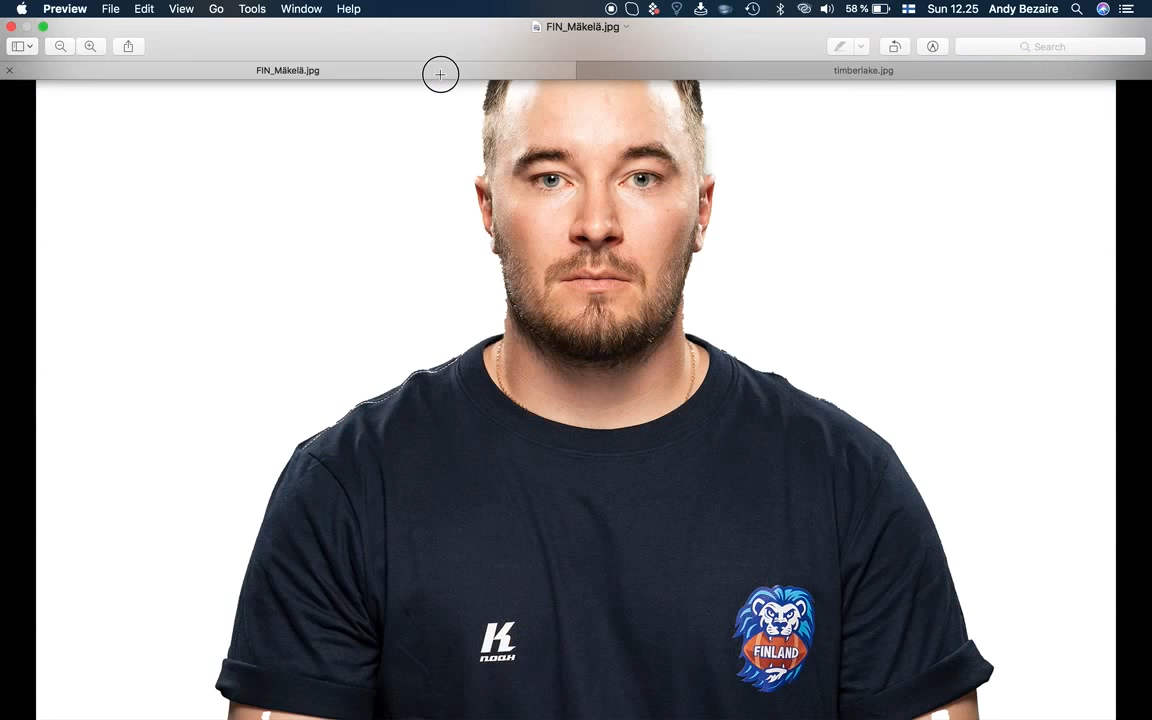 Preview File Edit View Go Tools Window Help 58 % Sun 12.25 Andy Bezaire
FIN_Mäkelä.jpg
Search
FIN_Mäkelä.jpg timberlake.jpg
K
NOAH
FINLAND